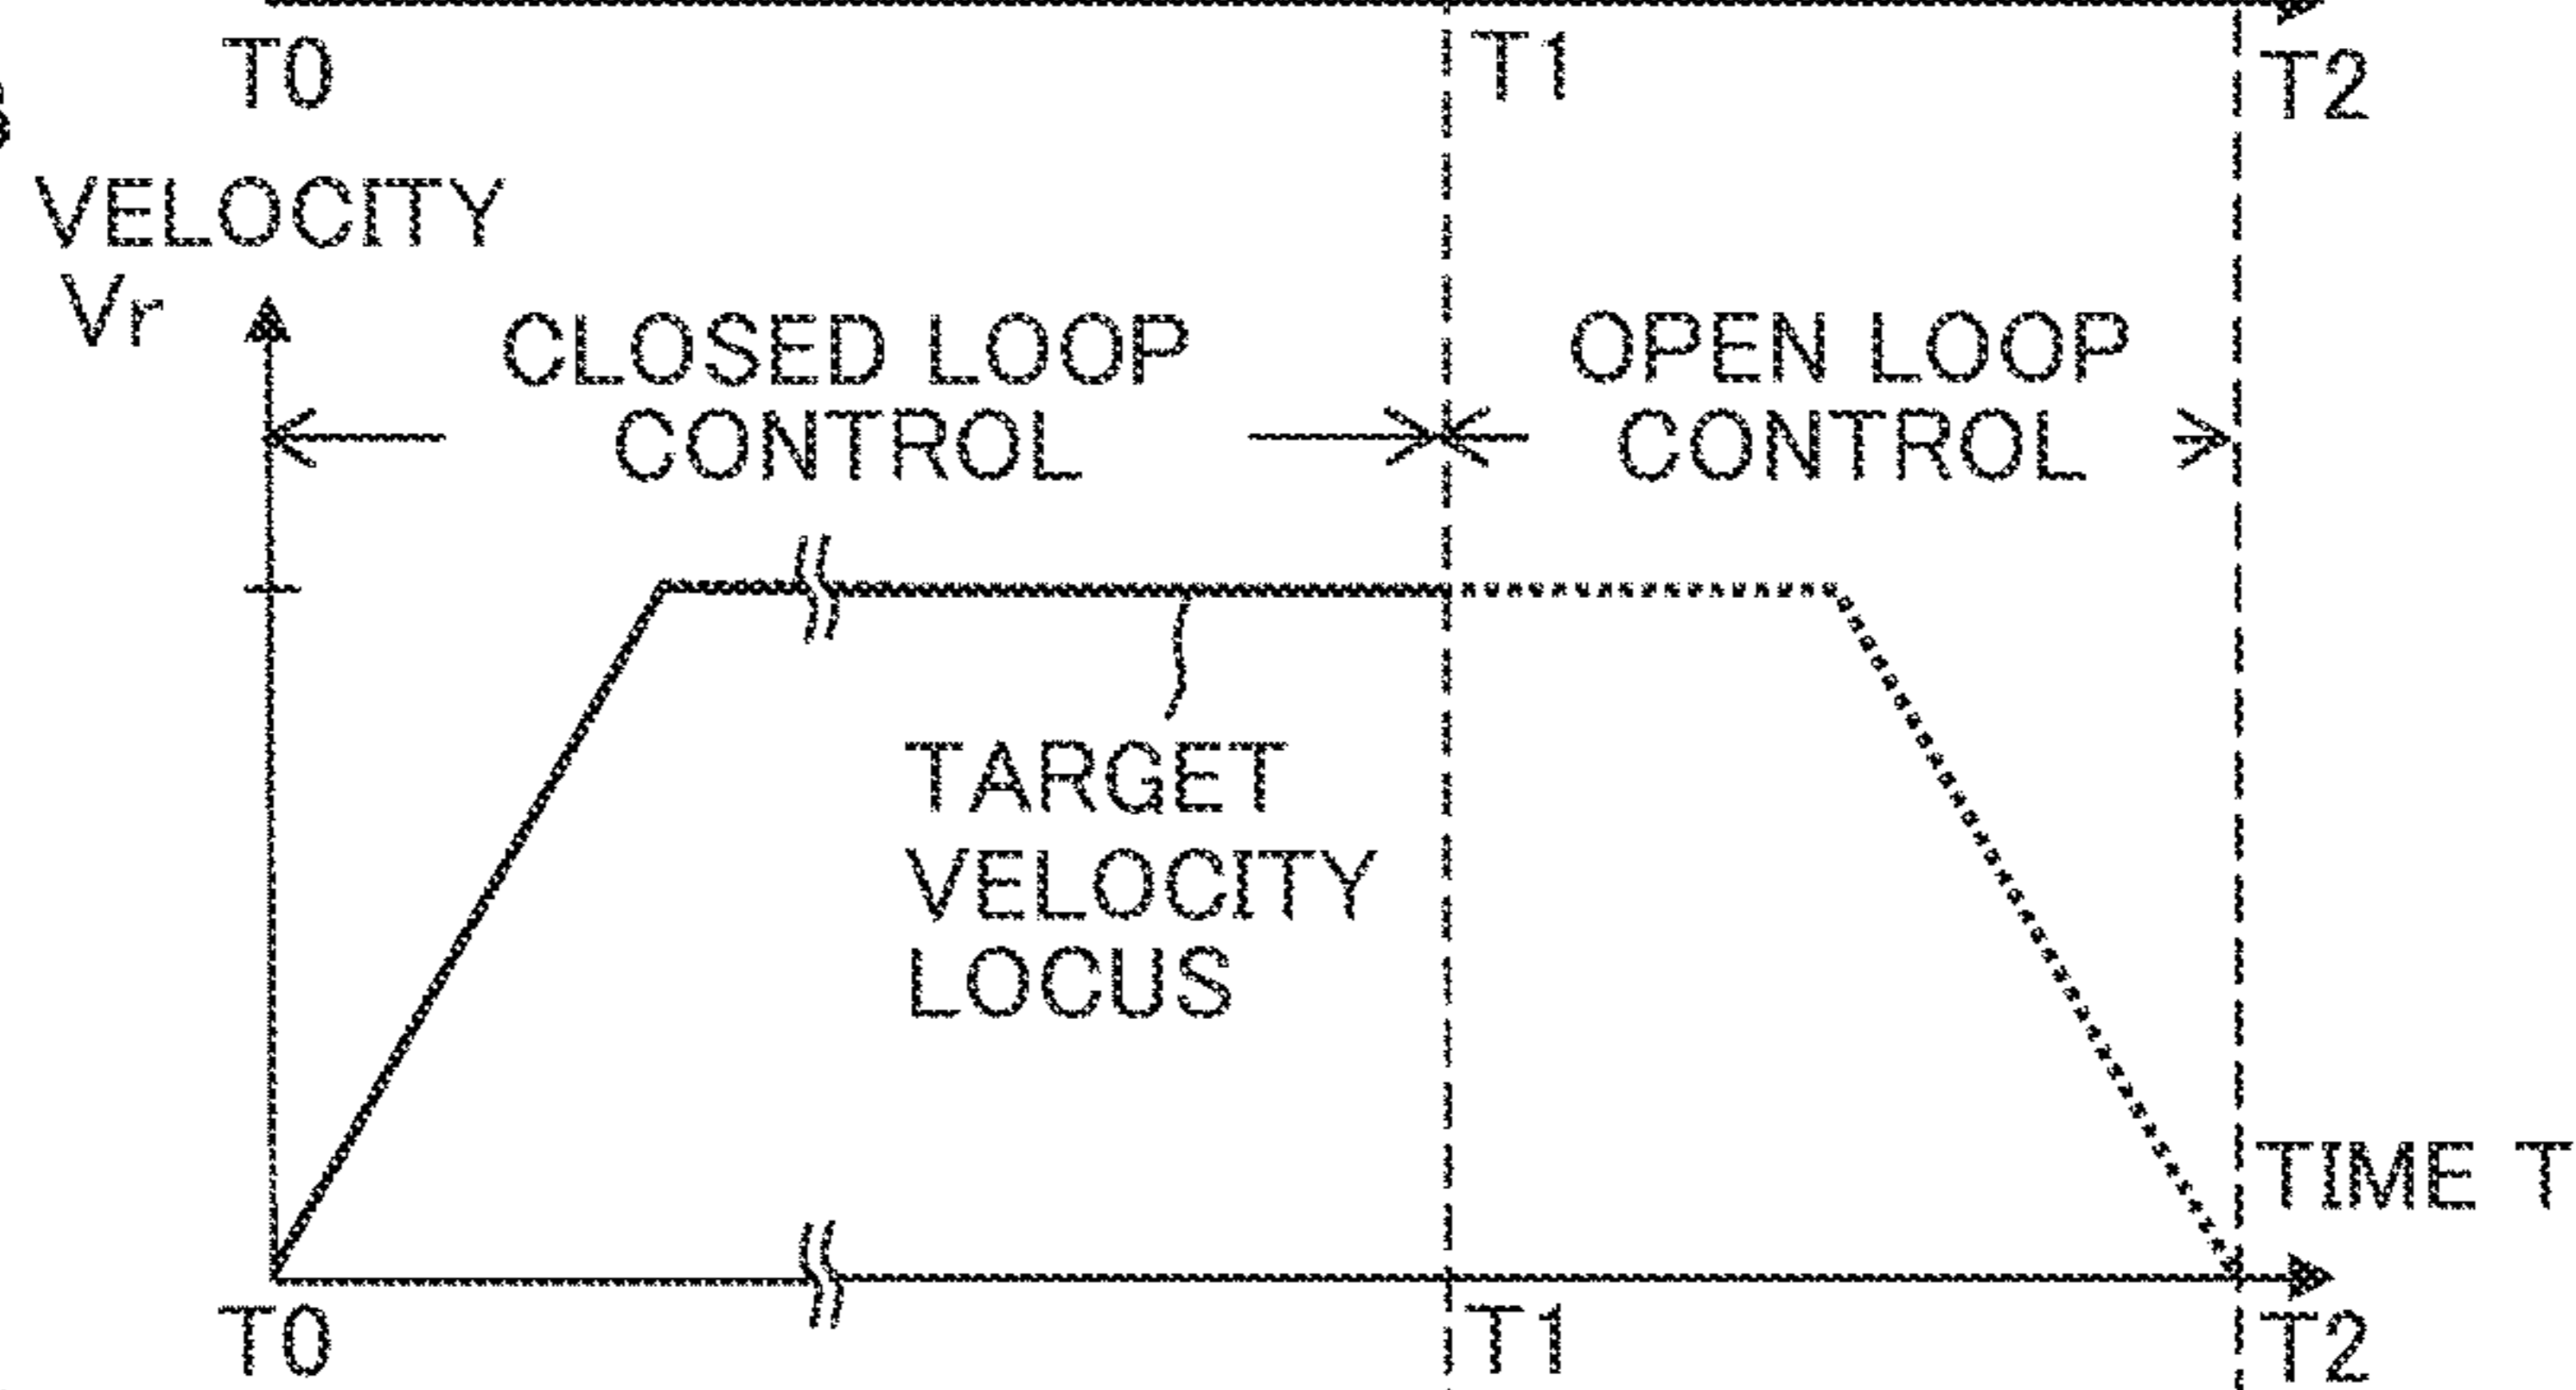 T0
T1
T2
VELOCITY
Vr
CLOSED LOOP
CONTROL
OPEN LOOP
CONTROL
TARGET
VELOCITY
LOCUS
TIME T
T0
T1
T2